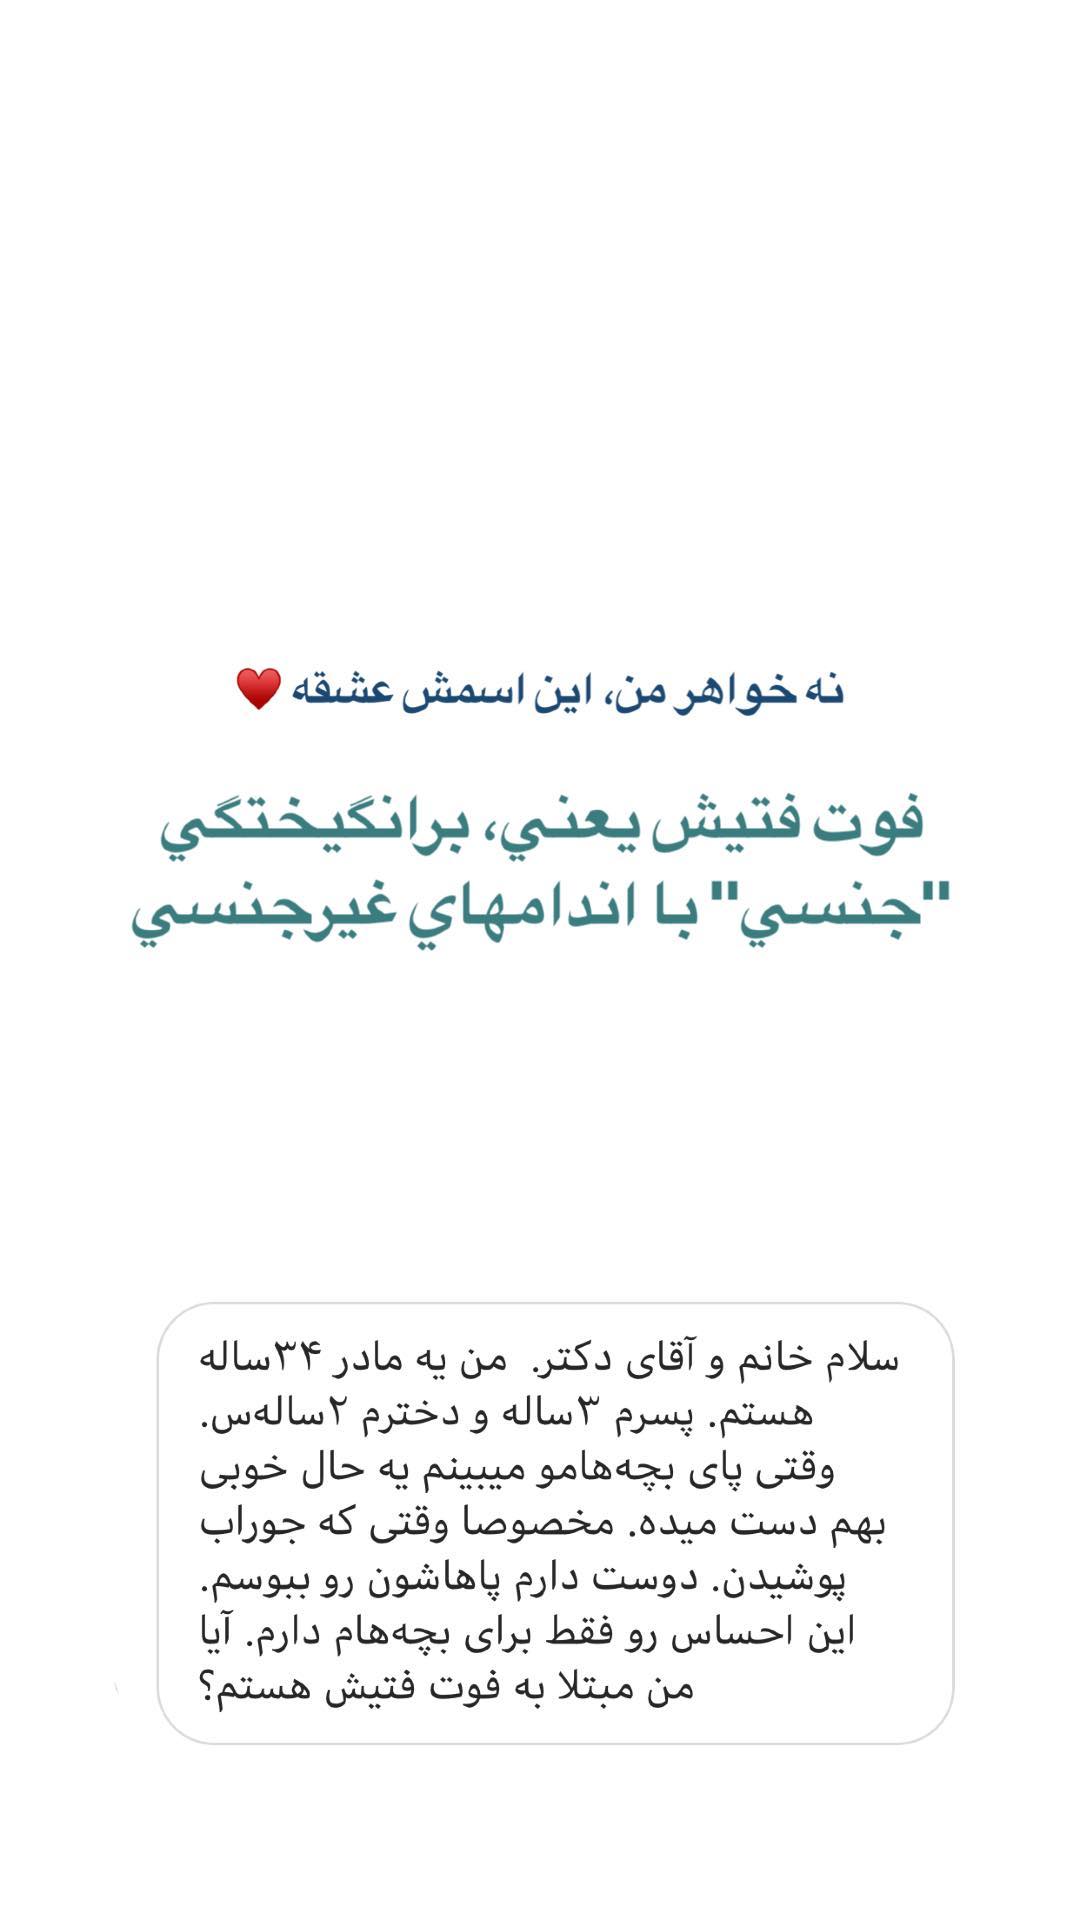 نه خواهر من، این اسمش عشقه ♥️
فوت فتيش يعني، برانگيختگي
"جنسي" با اندامهاي غيرجنسي
سلام خانم و آقای دکتر.  من یه مادر ۳۴ساله
هستم. پسرم ۳ساله و دخترم ۲ساله‌س.
وقتی پای بچه‌هامو میبینم یه حال خوبی
بهم دست میده. مخصوصا وقتی که جوراب
پوشیدن. دوست دارم پاهاشون رو ببوسم.
این احساس رو فقط برای بچه‌هام دارم. آیا
من مبتلا به فوت فتیش هستم؟